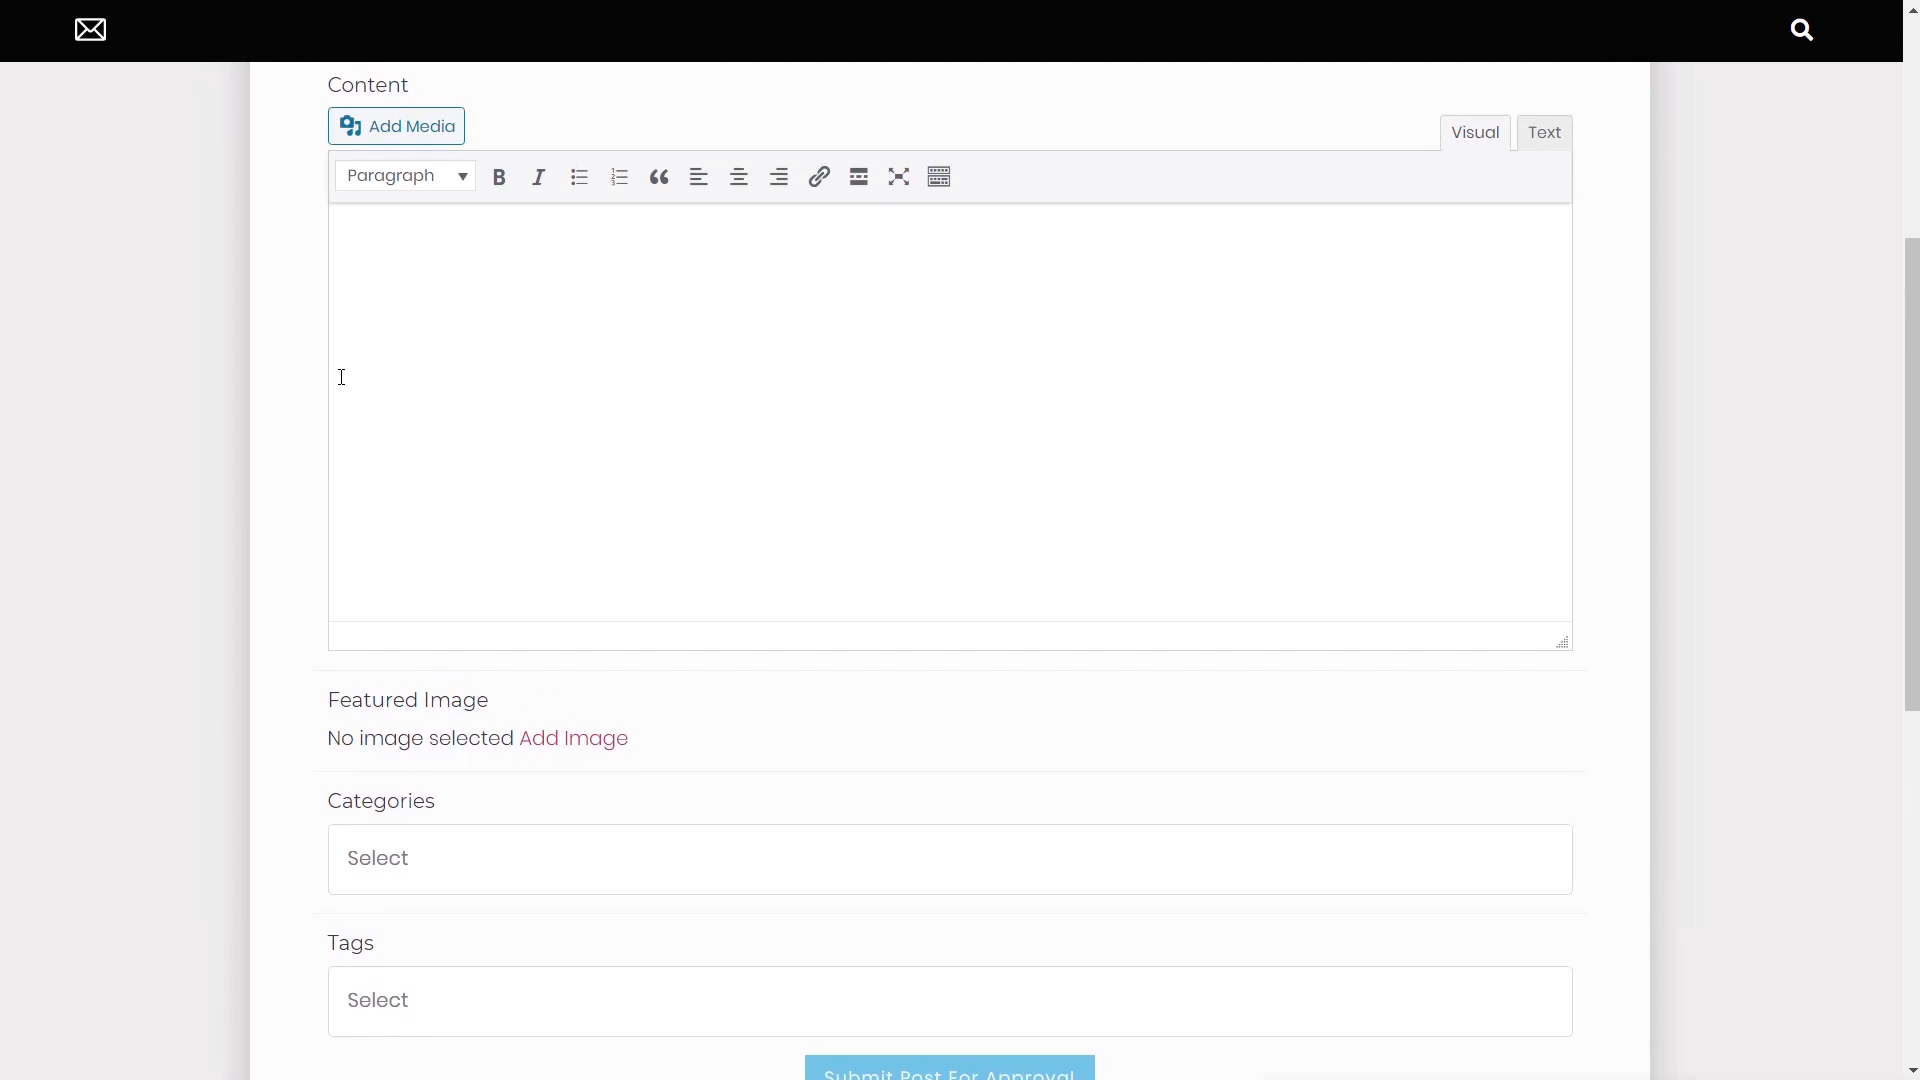 Content
Add Media
Visual Text
Paragraph
Featured Image
No image selected Add Image
Categories
Select
Tags
Select
Submit Post For Approval